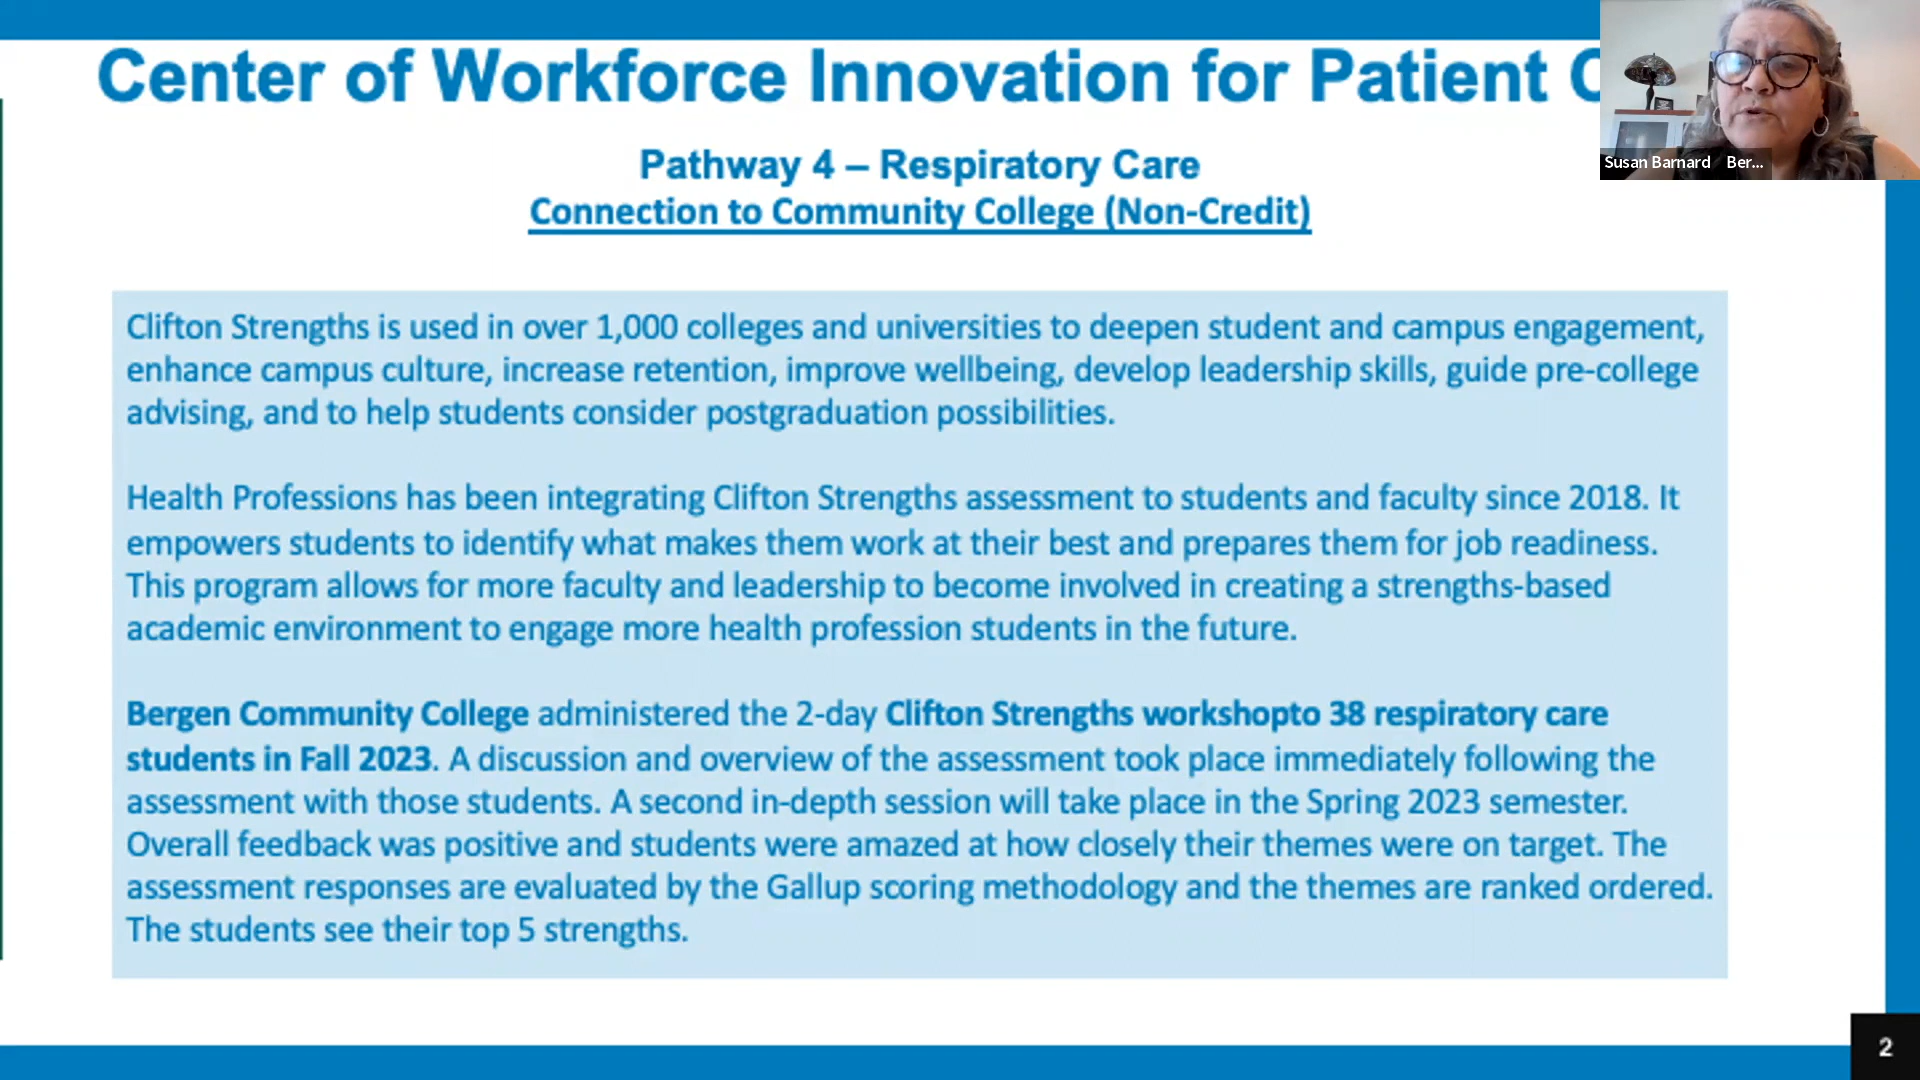 Center of Workforce Innovation for Patient C
Susan Barnard Ber...
Pathway 4 – Respiratory Care
Connection to Community College (Non-Credit)
Clifton Strengths is used in over 1,000 colleges and universities to deepen student and campus engagement,
enhance campus culture, increase retention, improve wellbeing, develop leadership skills, guide pre-college
advising, and to help students consider postgraduation possibilities.
Health Professions has been integrating Clifton Strengths assessment to students and faculty since 2018. It
empowers students to identify what makes them work at their best and prepares them for job readiness.
This program allows for more faculty and leadership to become involved in creating a strengths-based
academic environment to engage more health profession students in the future.
Bergen Community College administered the 2-day Clifton Strengths workshopto 38 respiratory care
students in Fall 2023. A discussion and overview of the assessment took place immediately following the
assessment with those students. A second in-depth session will take place in the Spring 2023 semester.
Overall feedback was positive and students were amazed at how closely their themes were on target. The
assessment responses are evaluated by the Gallup scoring methodology and the themes are ranked ordered.
The students see their top 5 strengths.
2